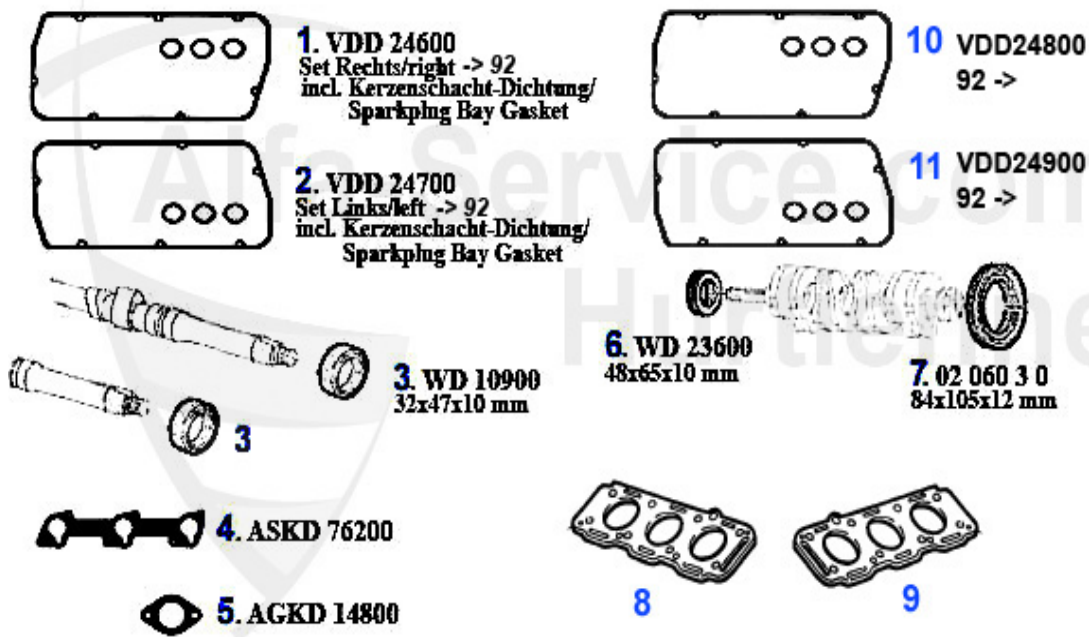 1. VDD 24600
Set Rechts/right -> 92
incl. Kerzenschacht-Dichtung/
Sparkplug Bay Gasket
2. VDD 24700
Set Links/left -> 92
incl. Kerzenschacht-Dichtung/
Sparkplug Bay Gasket
10 VDD24800
92 ->
11 VDD24900
92 ->
3. WD 10900
32x47x10 mm
3
6. WD 23600
48x65x10 mm
7. 02 060 3 0
84x105x12 mm
4. ASKD 76200
5. AGKD 14800
8
9
Alfa-Service.com